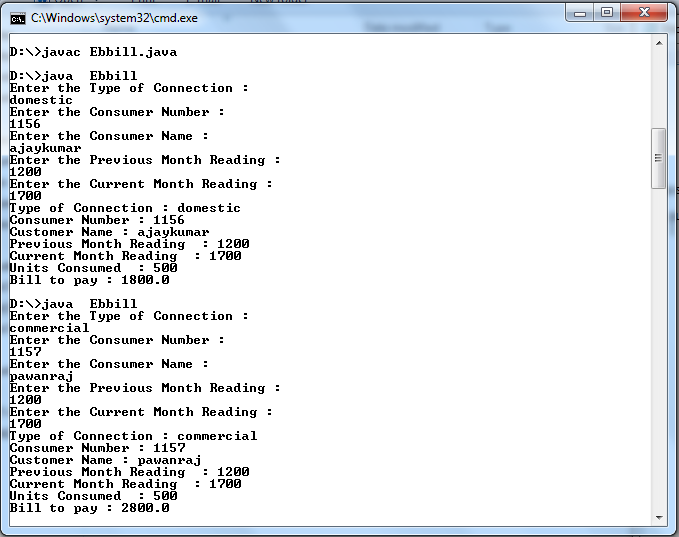 C:\Windows\system32\cmd.exe
D:\>javac Ebbill.java
D:\>java  Ebbill
Enter the Type of Connection :
domestic
Enter the Consumer Number :
1156
Enter the Consumer Name :
ajaykumar
Enter the Previous Month Reading :
1200
Enter the Current Month Reading :
1700
Type of Connection : domestic
Consumer Number : 1156
Customer Name : ajaykumar
Previous Month Reading  : 1200
Current Month Reading  : 1700
Units Consumed  : 500
Bill to pay : 1800.0
D:\>java  Ebbill
Enter the Type of Connection :
commercial
Enter the Consumer Number :
1157
Enter the Consumer Name :
pawanraj
Enter the Previous Month Reading :
1200
Enter the Current Month Reading :
1700
Type of Connection : commercial
Consumer Number : 1157
Customer Name : pawanraj
Previous Month Reading  : 1200
Current Month Reading  : 1700
Units Consumed  : 500
Bill to pay : 2800.0